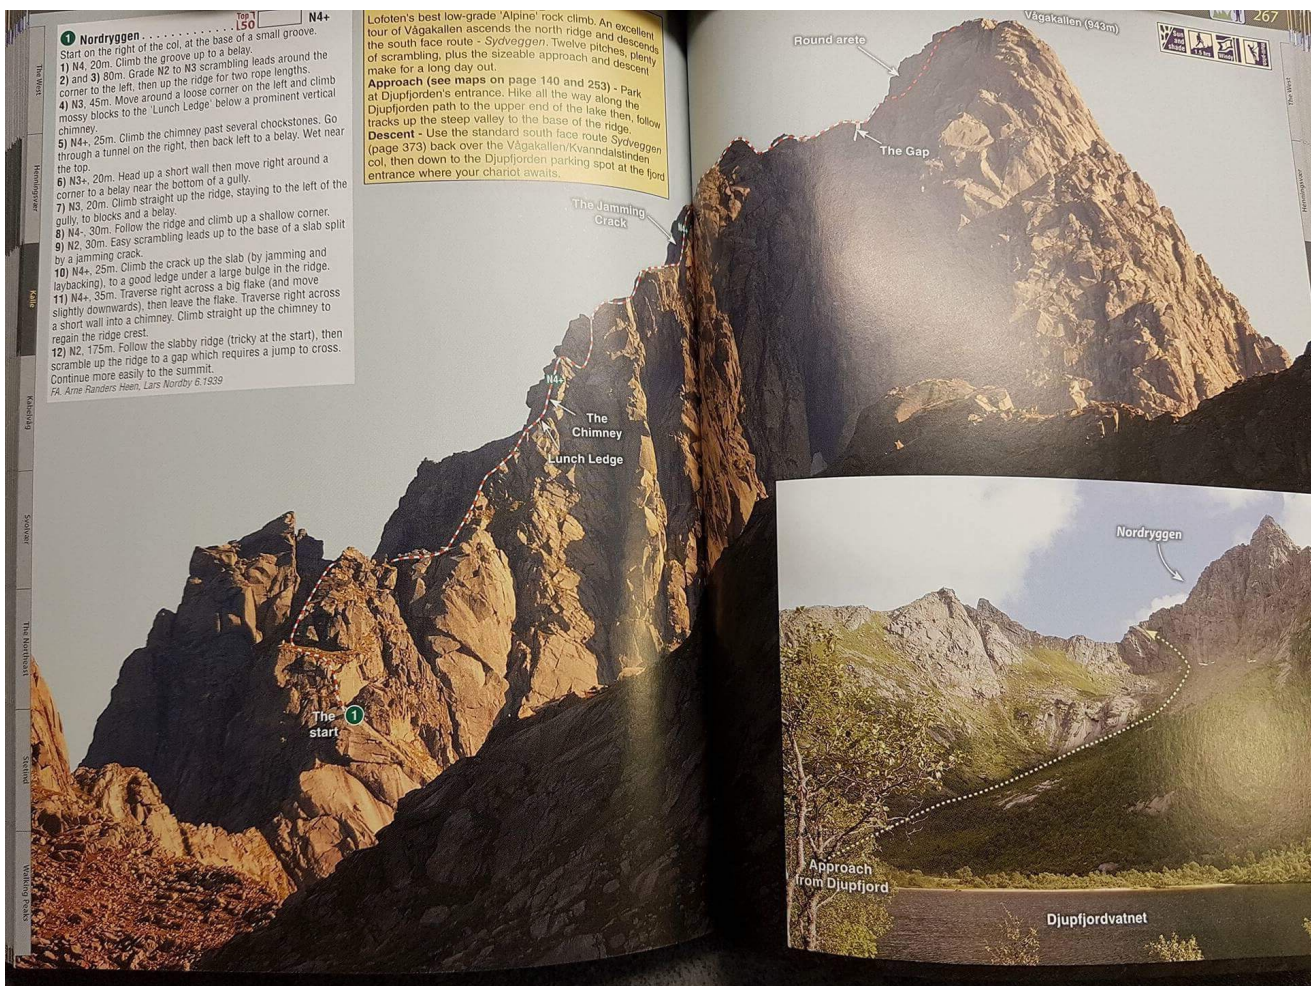 1 Nordryggen . . . . . . . . . . . . . . Top L50 N4+
Start on the right of the col, at the base of a small groove.
1) N4, 20m. Climb the groove up to a belay.
2) and 3) 80m. Grade N2 to N3 scrambling leads around the
corner to the left, then up the ridge for two rope lengths.
4) N3, 45m. Move around a loose corner on the left and climb
mossy blocks to the 'Lunch Ledge' below a prominent vertical
chimney.
5) N4+, 25m. Climb the chimney past several chockstones. Go
through a tunnel on the right, then back left to a belay. Wet near
the top.
6) N3+, 20m. Head up a short wall then move right around a
corner to a belay near the bottom of a gully.
7) N3, 20m. Climb straight up the ridge, staying to the left of the
gully, to blocks and a belay.
8) N4-, 30m. Follow the ridge and climb up a shallow corner.
9) N2, 30m. Easy scrambling leads up to the base of a slab split
by a jamming crack.
10) N4+, 25m. Climb the crack up the slab (by jamming and
laybacking), to a good ledge under a large bulge in the ridge.
11) N4+, 35m. Traverse right across a big flake (and move
slightly downwards), then leave the flake. Traverse right across
a short wall into a chimney. Climb straight up the chimney to
regain the ridge crest.
12) N2, 175m. Follow the slabby ridge (tricky at the start), then
scramble up the ridge to a gap which requires a jump to cross.
Continue more easily to the summit.
FA. Arne Randers Heen, Lars Nordby 6.1939
Lofoten's best low-grade 'Alpine' rock climb. An excellent
tour of Vågakallen ascends the north ridge and descends
the south face route - Sydveggen. Twelve pitches, plenty
of scrambling, plus the sizeable approach and descent
make for a long day out.
Approach (see maps on page 140 and 253) - Park
at Djupfjorden's entrance. Hike all the way along the
Djupfjorden path to the upper end of the lake then, follow
tracks up the steep valley to the base of the ridge.
Descent - Use the standard south face route Sydveggen
(page 373) back over the Vågakallen/Kvanndalstinden
col, then down to the Djupfjorden parking spot at the fjord
entrance where your chariot awaits.
Vågakallen (943m)
267
Sun and shade
Windy
Round arete
The Gap
The Jamming
Crack
N4+
The
Chimney
Lunch Ledge
The
start
1
Nordryggen
Approach
from Djupfjord
Djupfjordvatnet
The West
Henningsvær
Kalle
Kabelvåg
Svolvær
The Northeast
Stetind
Walking Peaks
The West
Henningsvær